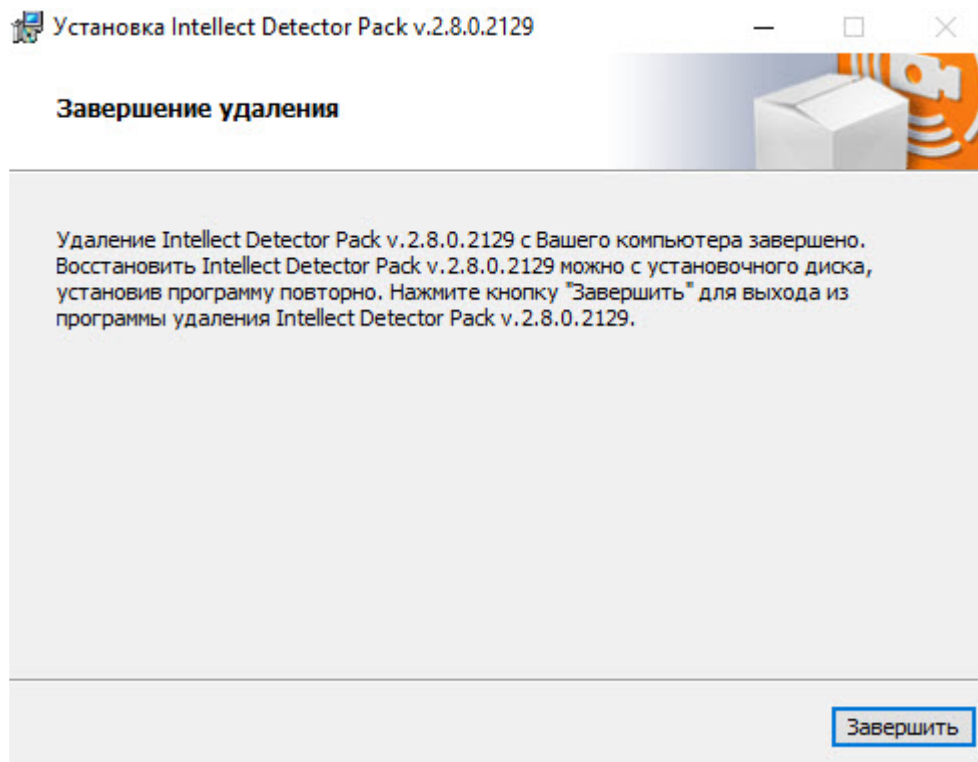 Установка Intellect Detector Pack v.2.8.0.2129
Завершение удаления
Удаление Intellect Detector Pack v.2.8.0.2129 с Вашего компьютера завершено.
Восстановить Intellect Detector Pack v.2.8.0.2129 можно с установочного диска,
установив программу повторно. Нажмите кнопку "Завершить" для выхода из
программы удаления Intellect Detector Pack v.2.8.0.2129.
Завершить